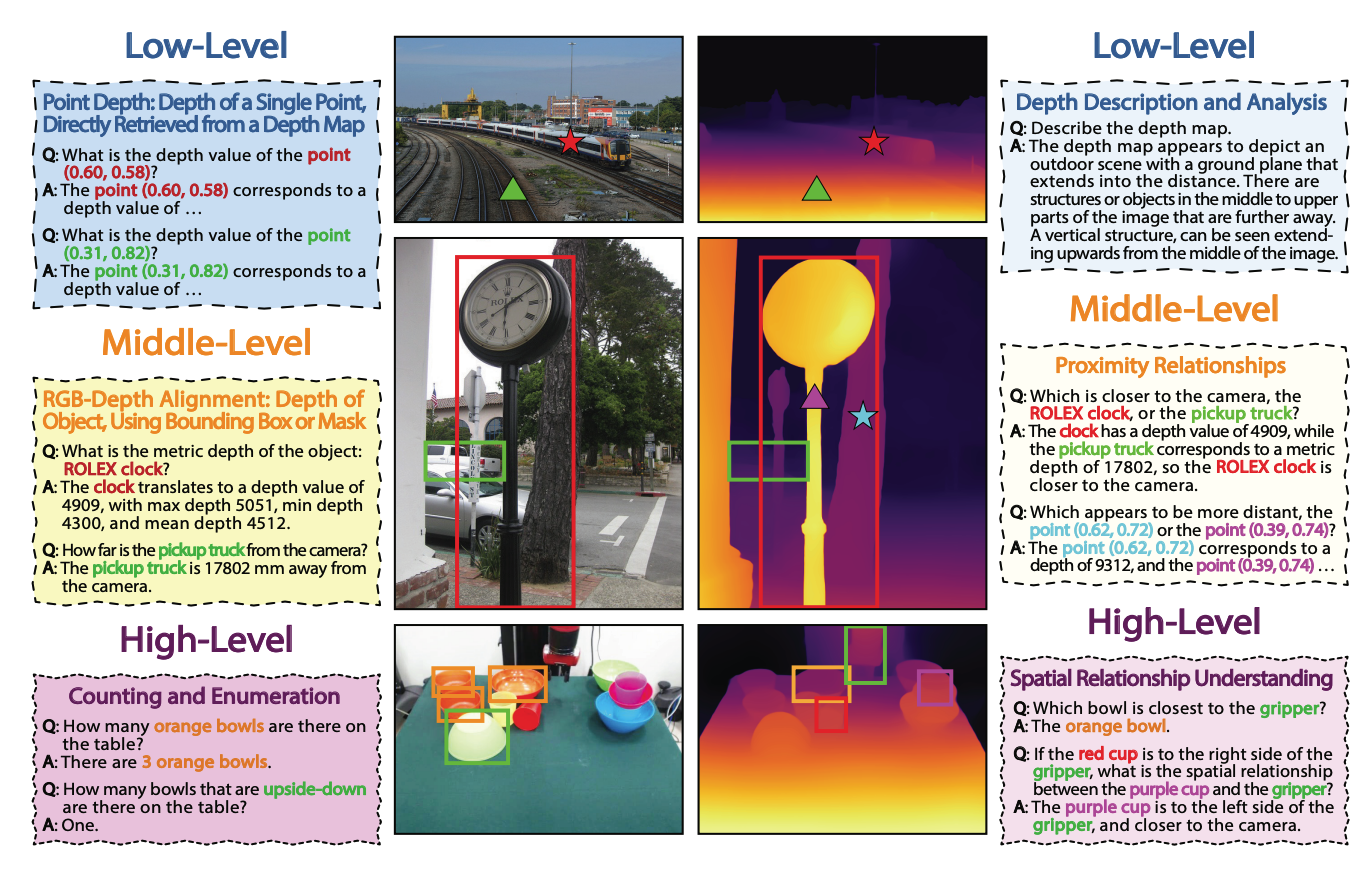 Low-Level
Point Depth: Depth of a Single Point,
Directly Retrieved from a Depth Map
Q: What is the depth value of the point
(0.60, 0.58)?
A: The point (0.60, 0.58) corresponds to a
depth value of …
Q: What is the depth value of the point
(0.31, 0.82)?
A: The point (0.31, 0.82) corresponds to a
depth value of …
Middle-Level
RGB-Depth Alignment: Depth of
Object, Using Bounding Box or Mask
Q: What is the metric depth of the object:
ROLEX clock?
A: The clock translates to a depth value of
4909, with max depth 5051, min depth
4300, and mean depth 4512.
Q: How far is the pickup truck from the camera?
A: The pickup truck is 17802 mm away from
the camera.
High-Level
Counting and Enumeration
Q: How many orange bowls are there on
the table?
A: There are 3 orange bowls.
Q: How many bowls that are upside-down
are there on the table?
A: One.
ROLEX
Low-Level
Depth Description and Analysis
Q: Describe the depth map.
A: The depth map appears to depict an
outdoor scene with a ground plane that
extends into the distance. There are
structures or objects in the middle to upper
parts of the image that are further away.
A vertical structure, can be seen extend-
ing upwards from the middle of the image.
Middle-Level
Proximity Relationships
Q: Which is closer to the camera, the
ROLEX clock, or the pickup truck?
A: The clock has a depth value of 4909, while
the pickup truck corresponds to a metric
depth of 17802, so the ROLEX clock is
closer to the camera.
Q: Which appears to be more distant, the
point (0.62, 0.72) or the point (0.39, 0.74)?
A: The point (0.62, 0.72) corresponds to a
depth of 9312, and the point (0.39, 0.74) …
High-Level
Spatial Relationship Understanding
Q: Which bowl is closest to the gripper?
A: The orange bowl.
Q: If the red cup is to the right side of the
gripper, what is the spatial relationship
between the purple cup and the gripper?
A: The purple cup is to the left side of the
gripper, and closer to the camera.